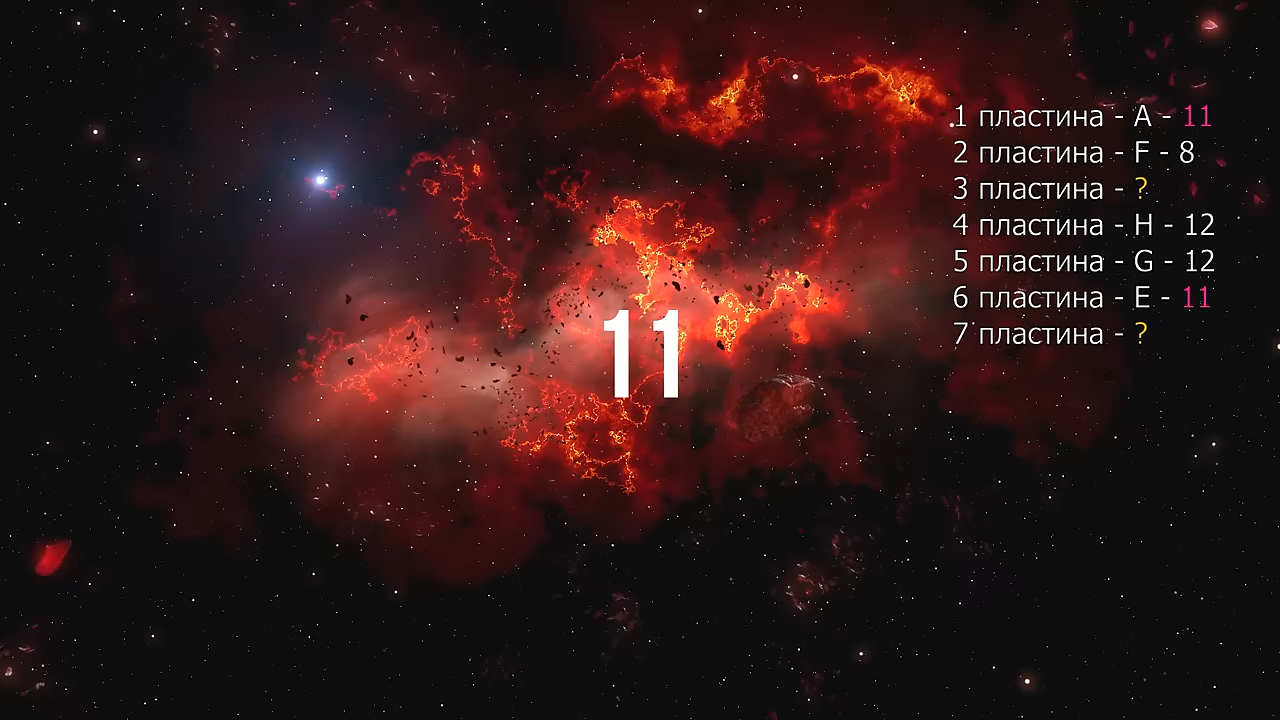 1 пластина - A - 11
2 пластина - F - 8
3 пластина - ?
4 пластина - H - 12
5 пластина - G - 12
6 пластина - E - 11
7 пластина - ?
11